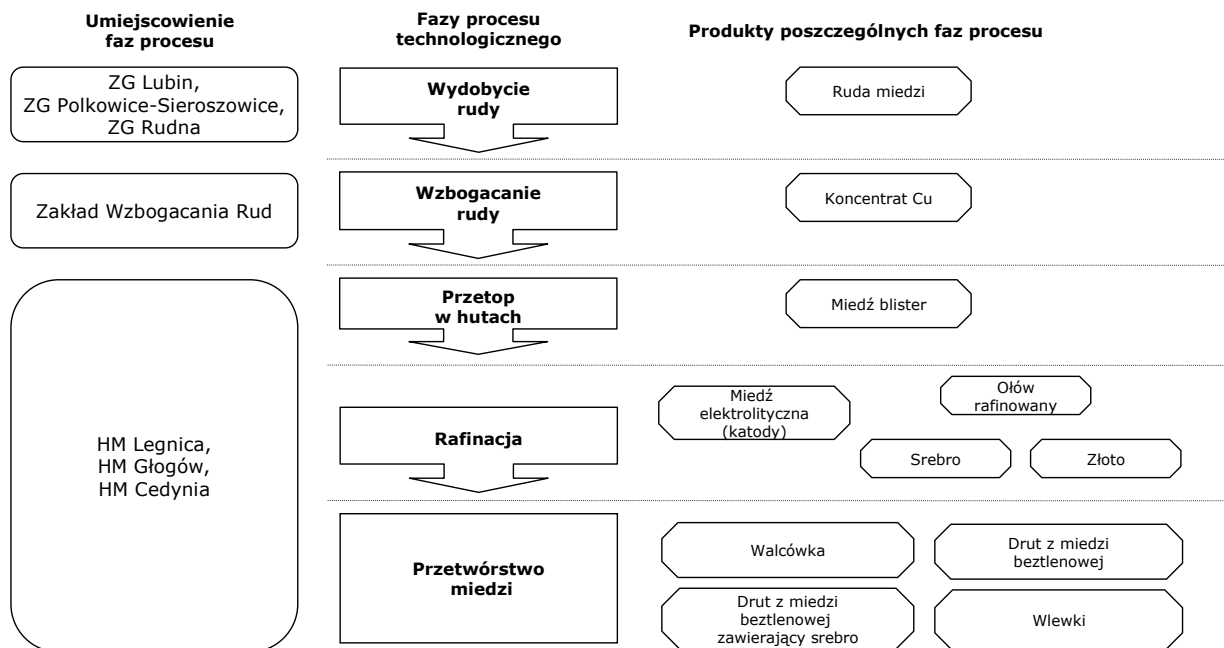 Umiejscowienie
faz procesu
Fazy procesu
technologicznego
Produkty poszczególnych faz procesu
ZG Lubin,
ZG Polkowice-Sieroszowice,
ZG Rudna
Wydobycie
rudy
Ruda miedzi
Zakład Wzbogacania Rud
Wzbogacanie
rudy
Koncentrat Cu
HM Legnica,
HM Głogów,
HM Cedynia
Przetop
w hutach
Miedź blister
Rafinacja
Miedź
elektrolityczna
(katody)
Ołów
rafinowany
Srebro
Złoto
Przetwórstwo
miedzi
Walcówka
Drut z miedzi
beztlenowej
Drut z miedzi
beztlenowej
zawierający srebro
Wlewki